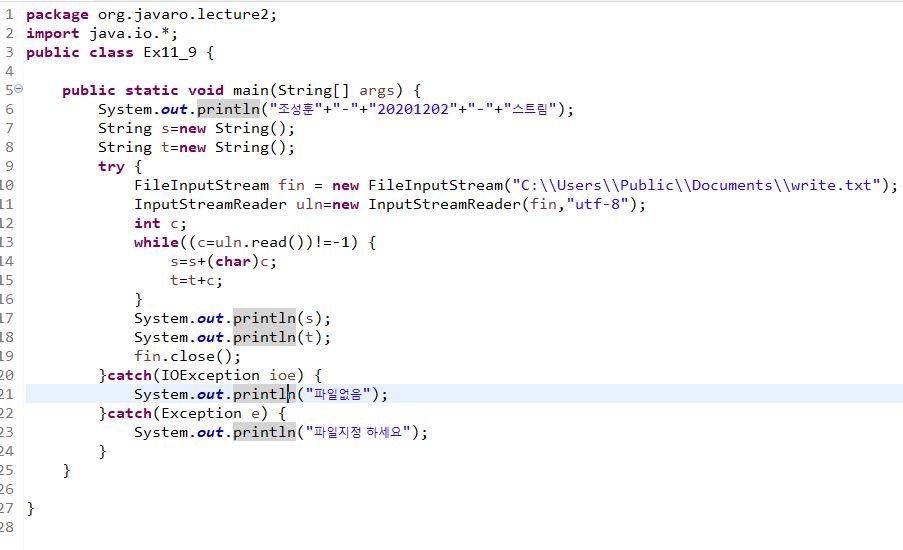 1 package org.javaro.lecture2;
2 import java.io.*;
3 public class Ex11_9 {
4
5 public static void main(String[] args) {
6 System.out.println("조성훈"+"-"+"20201202"+"-"+"스트림");
7 String s=new String();
8 String t=new String();
9 try {
10 FileInputStream fin = new FileInputStream("C:\\Users\\Public\\Documents\\write.txt");
11 InputStreamReader uln=new InputStreamReader(fin,"utf-8");
12 int c;
13 while((c=uln.read())!=-1) {
14 s=s+(char)c;
15 t=t+c;
16 }
17 System.out.println(s);
18 System.out.println(t);
19 fin.close();
20 }catch(IOException ioe) {
21 System.out.println("파일없음");
22 }catch(Exception e) {
23 System.out.println("파일지정 하세요");
24 }
25 }
26
27 }
28